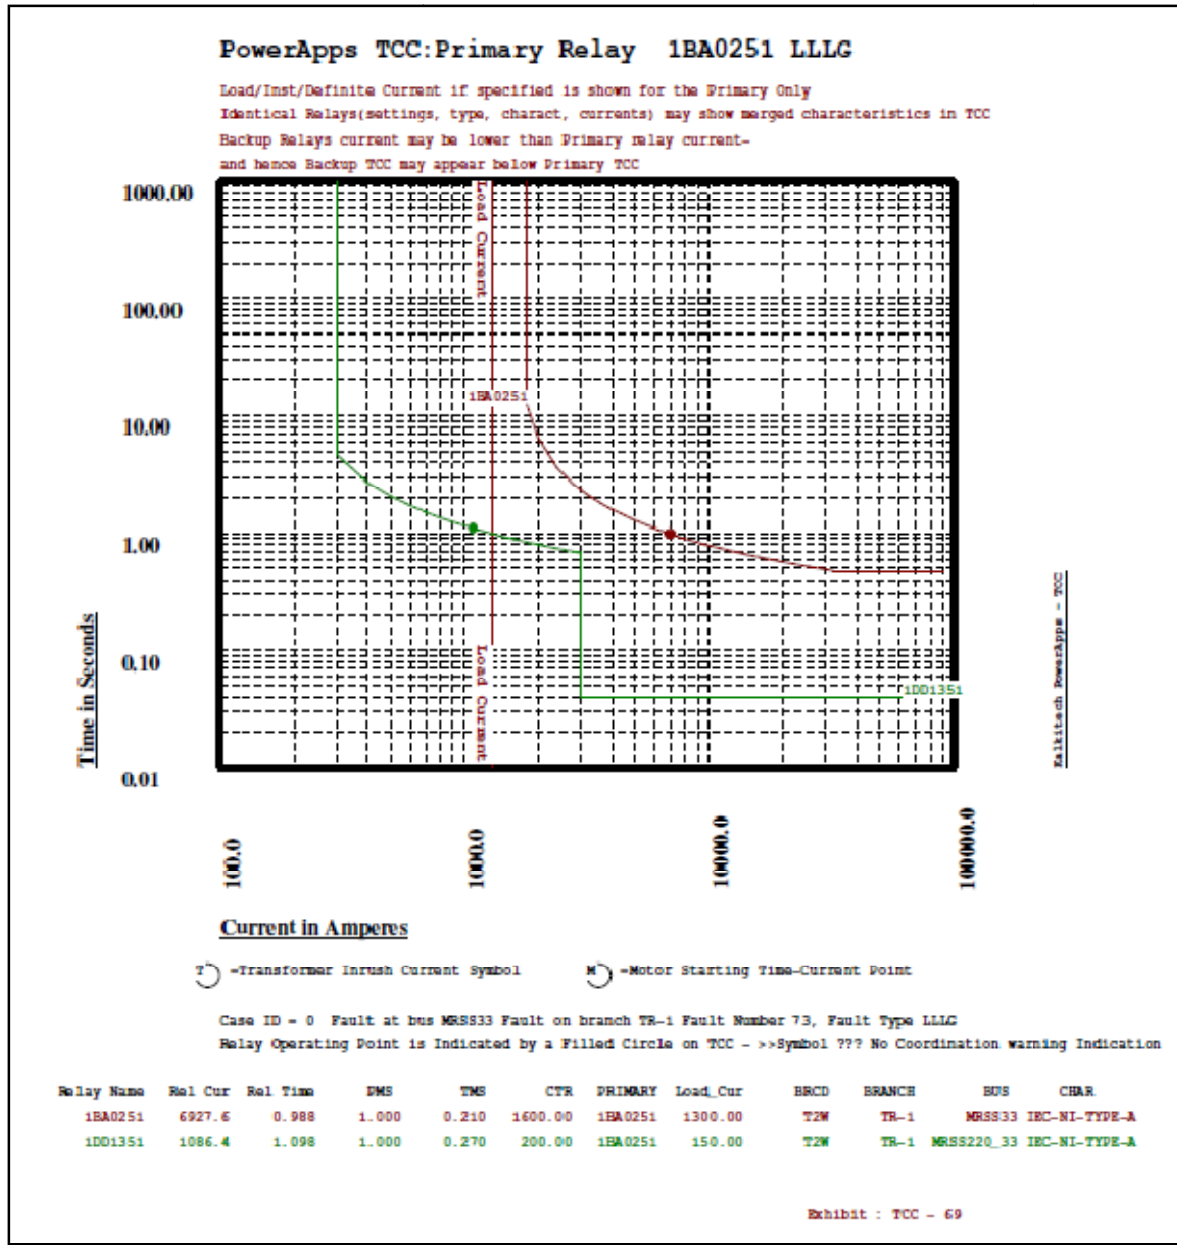 PowerApps TCC:Primary Relay 1BA0251 LLLG
Load/Inst/Definite Current if specified is shown for the Primary Only
Identical Relays(settings, type, charact, currents) may show merged characteristics in TCC
Backup Relays current may be lower than Primary relay current-
and hence Backup TCC may appear below Primary TCC
1000.00
100.00
10.00
1.00
0.10
0.01
Time in Seconds
Load Current
1BA0251
Load Current
1DD1351
Kalkitech PowerApps - TCC
100.0
1000.0
10000.0
100000.0
Current in Amperes
T =Transformer Inrush Current Symbol
M =Motor Starting Time-Current Point
Case ID = 0 Fault at bus MRSS33 Fault on branch TR-1 Fault Number 73, Fault Type LLLG
Relay Operating Point is Indicated by a Filled Circle on TCC - >>Symbol ??? No Coordination warning Indication
Relay Name Rel Cur Rel Time PMS TMS CTR PRIMARY Load_Cur BRCD BRANCH BUS CHAR
1BA0251 6927.6 0.988 1.000 0.210 1600.00 1BA0251 1300.00 T2W TR-1 MRSS33 IEC-NI-TYPE-A
1DD1351 1086.4 1.098 1.000 0.270 200.00 1BA0251 150.00 T2W TR-1 MRSS220_33 IEC-NI-TYPE-A
Exhibit : TCC - 69